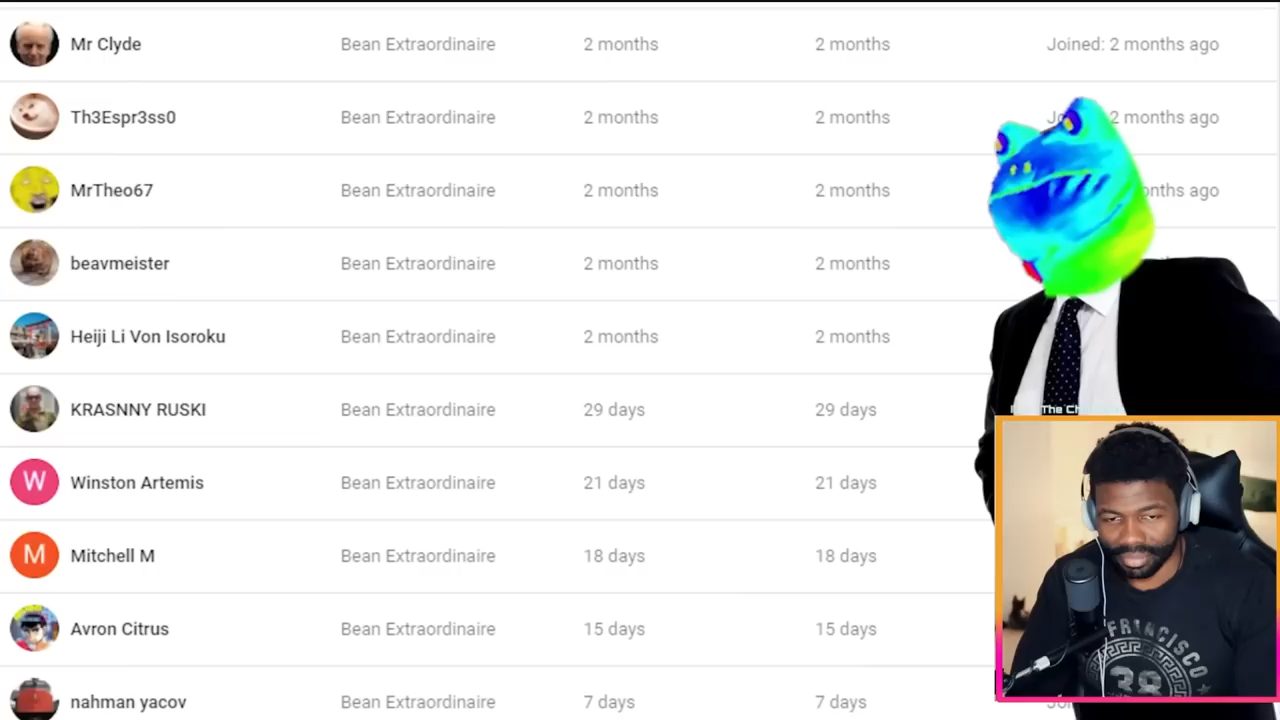 Mr Clyde Bean Extraordinaire 2 months 2 months Joined: 2 months ago
Th3Espr3ss0 Bean Extraordinaire 2 months 2 months 2 months ago
MrTheo67 Bean Extraordinaire 2 months 2 months ago
beavmeister Bean Extraordinaire 2 months 2 months
Heiji Li Von Isoroku Bean Extraordinaire 2 months 2 months
KRASNNY RUSKI Bean Extraordinaire 29 days 29 days
The
W Winston Artemis Bean Extraordinaire 21 days 21 days
M Mitchell M Bean Extraordinaire 18 days 18 days
Avron Citrus Bean Extraordinaire 15 days 15 days
FRANCISCO
38
nahman yacov Bean Extraordinaire 7 days 7 days